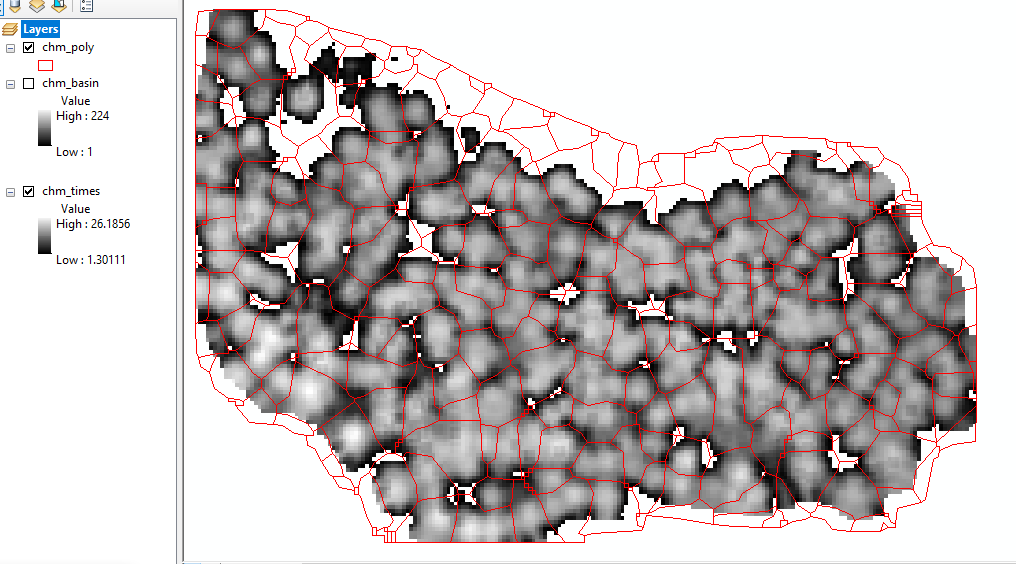 Layers
chm_poly
chm_basin
Value
High : 224
Low : 1
chm_times
Value
High : 26.1856
Low : 1.30111